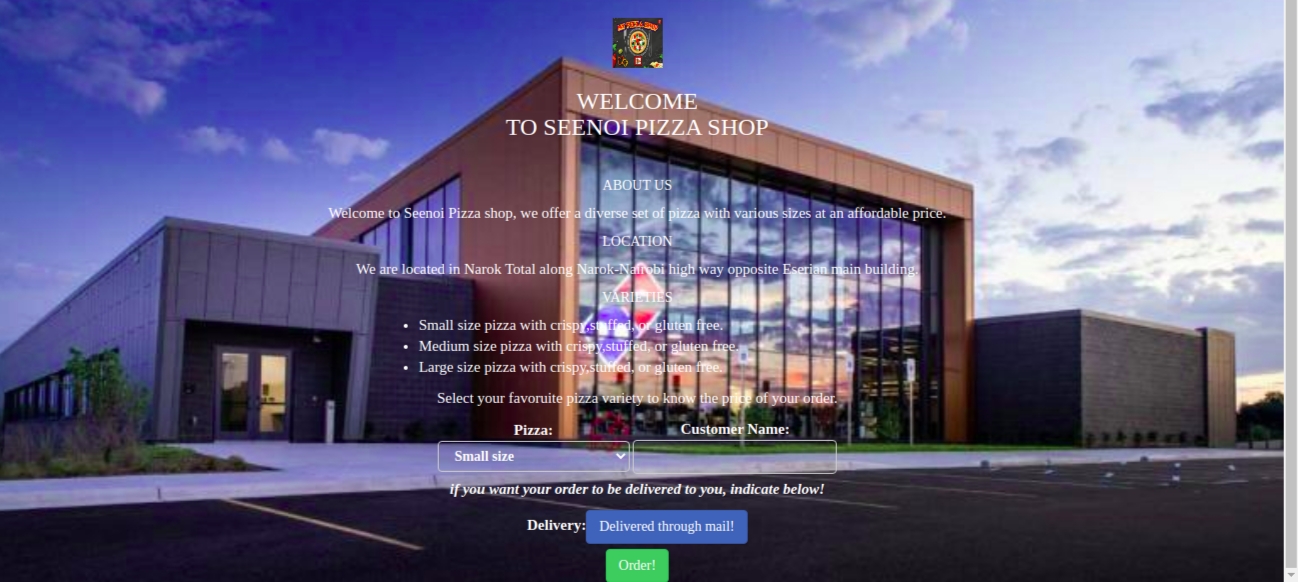 MY PIZZA SHOP
WELCOME
TO SEENOI PIZZA SHOP
ABOUT US
Welcome to Seenoi Pizza shop, we offer a diverse set of pizza with various sizes at an affordable price.
LOCATION
We are located in Narok Total along Narok-Nairobi high way opposite Eserian main building.
VARIETIES
Small size pizza with crispy,stuffed, or gluten free.
Medium size pizza with crispy,stuffed, or gluten free.
Large size pizza with crispy,stuffed, or gluten free.
Select your favoruite pizza variety to know the price of your order.
Pizza: Customer Name:
Small size
if you want your order to be delivered to you, indicate below!
Delivery: Delivered through mail!
Order!